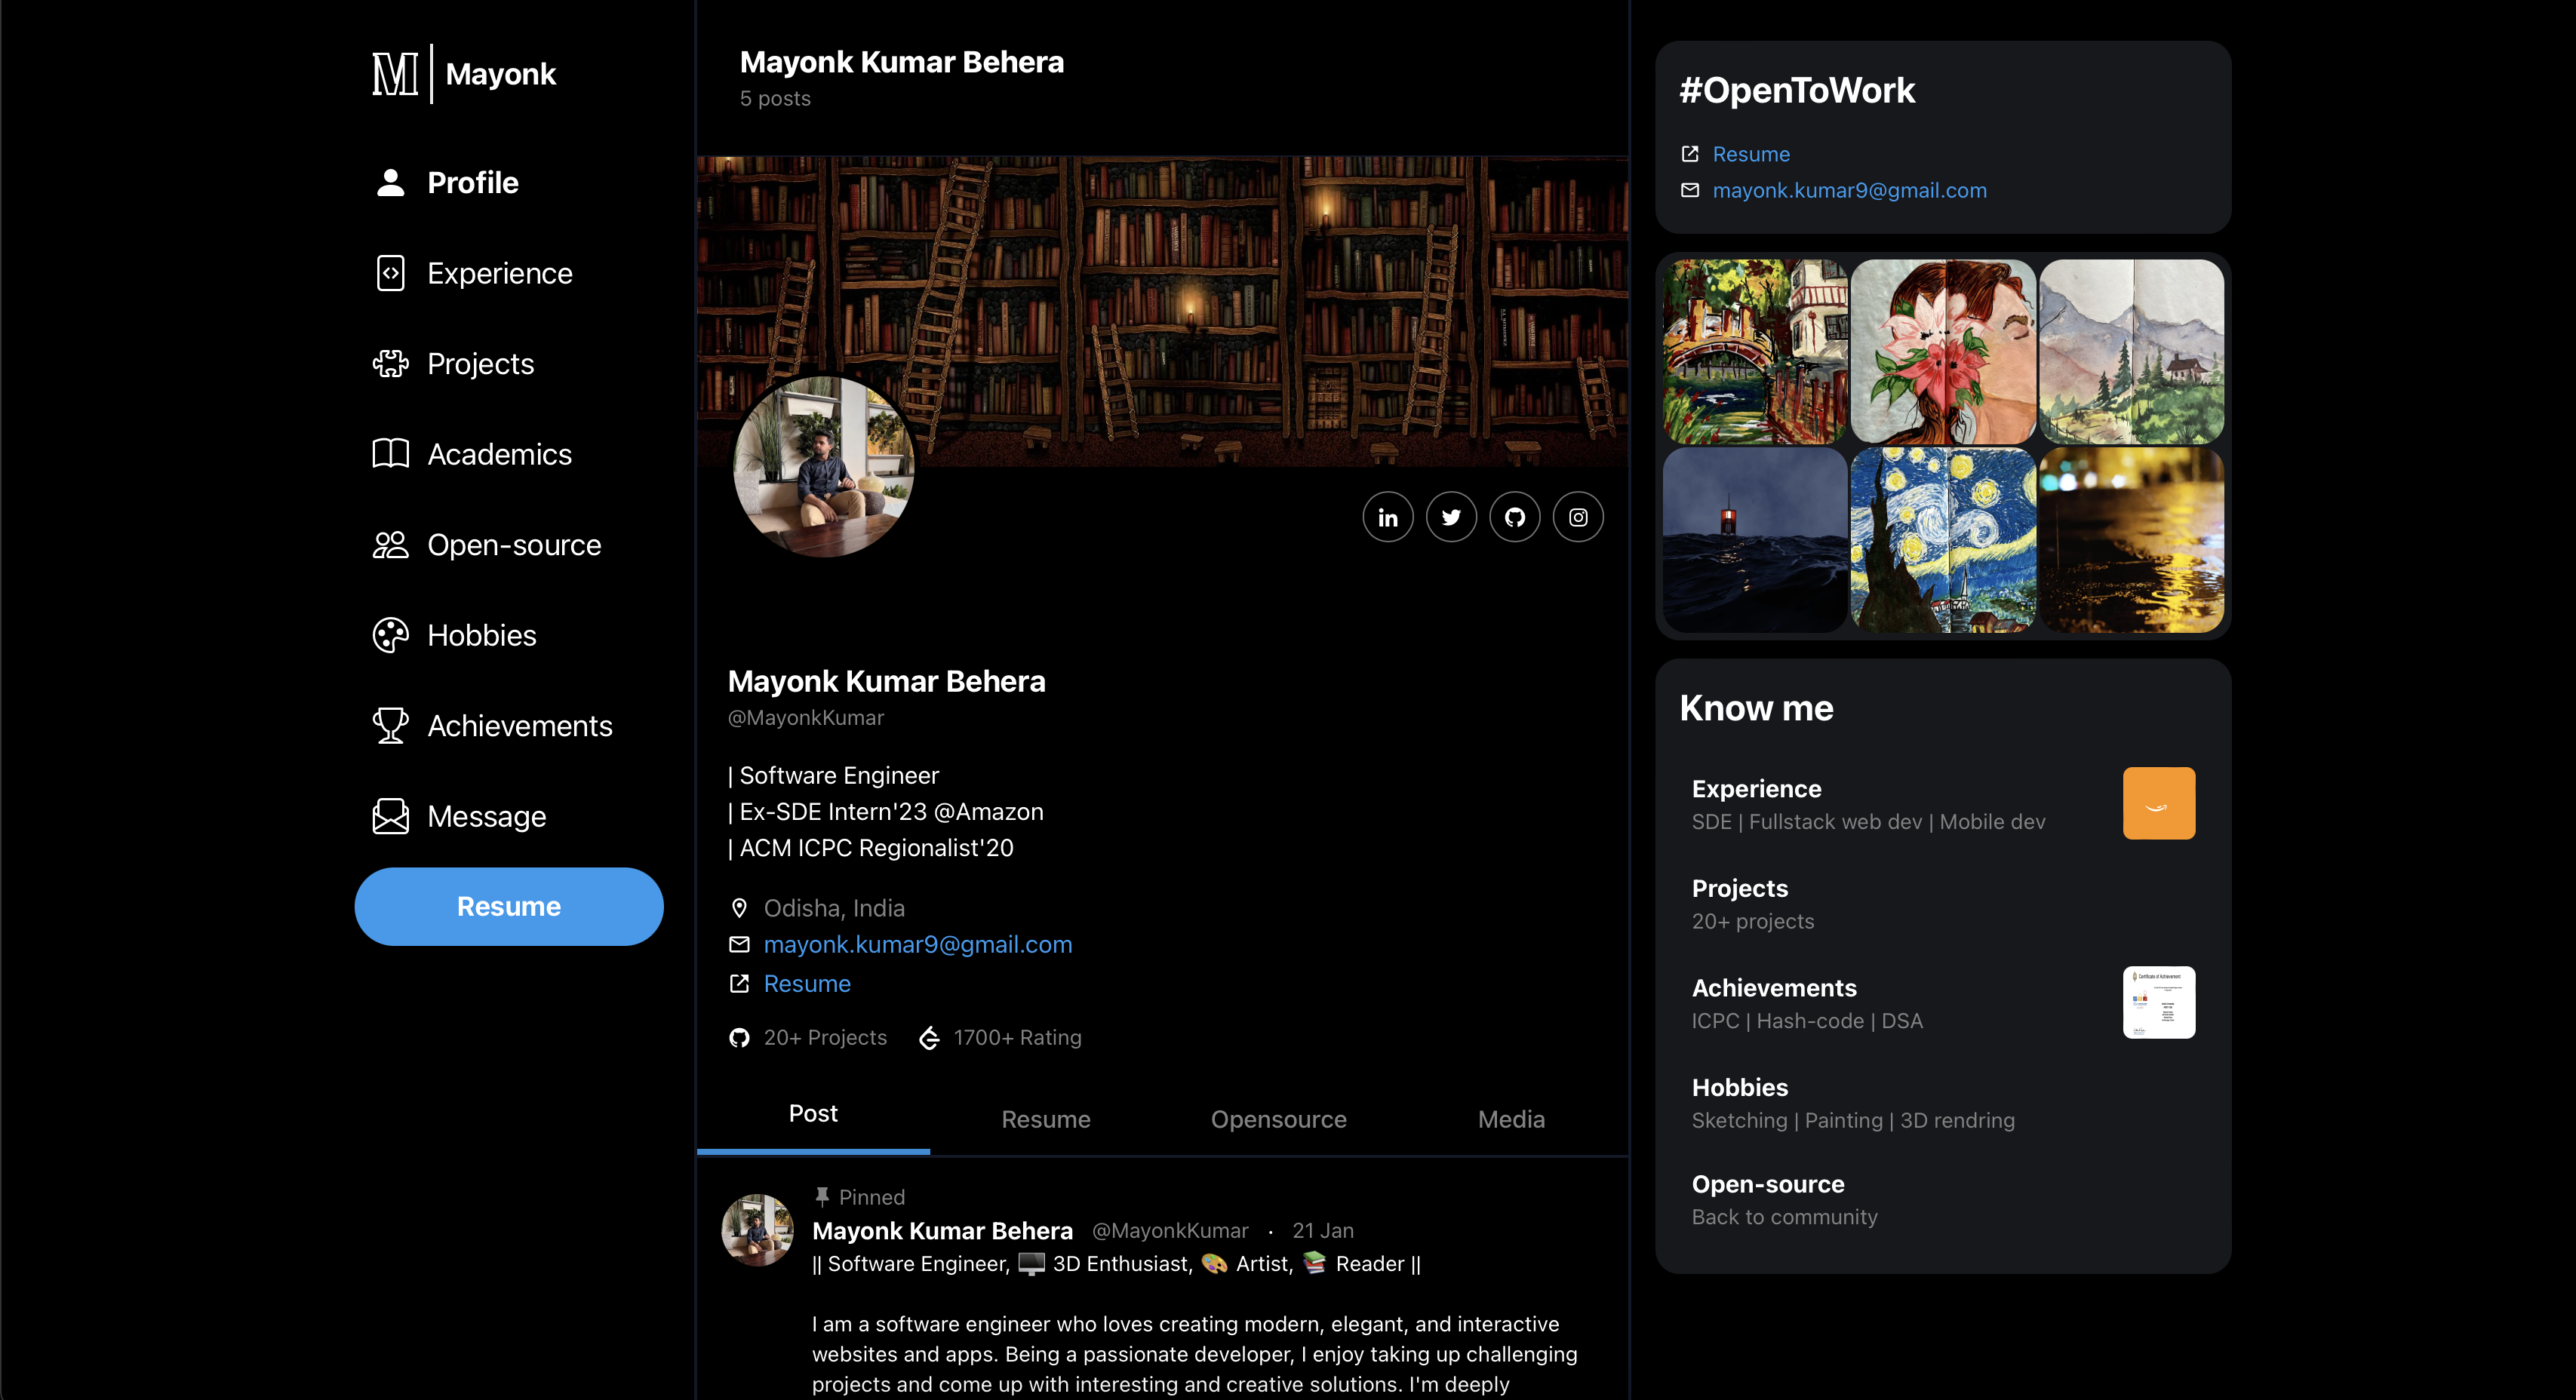 M | Mayonk
Profile
Experience
Projects
Academics
Open-source
Hobbies
Achievements
Message
Resume
Mayonk Kumar Behera
5 posts
Mayonk Kumar Behera
@MayonkKumar
| Software Engineer
| Ex-SDE Intern'23 @Amazon
| ACM ICPC Regionalist'20
Odisha, India
mayonk.kumar9@gmail.com
Resume
20+ Projects 1700+ Rating
Post Resume Opensource Media
Pinned
Mayonk Kumar Behera @MayonkKumar · 21 Jan
|| Software Engineer, 🖥️ 3D Enthusiast, 🎨 Artist, 📚 Reader ||
I am a software engineer who loves creating modern, elegant, and interactive
websites and apps. Being a passionate developer, I enjoy taking up challenging
projects and come up with interesting and creative solutions. I'm deeply
#OpenToWork
Resume
mayonk.kumar9@gmail.com
Know me
Experience
SDE | Fullstack web dev | Mobile dev
Projects
20+ projects
Achievements
ICPC | Hash-code | DSA
Certificate of Achievement
Hobbies
Sketching | Painting | 3D rendring
Open-source
Back to community